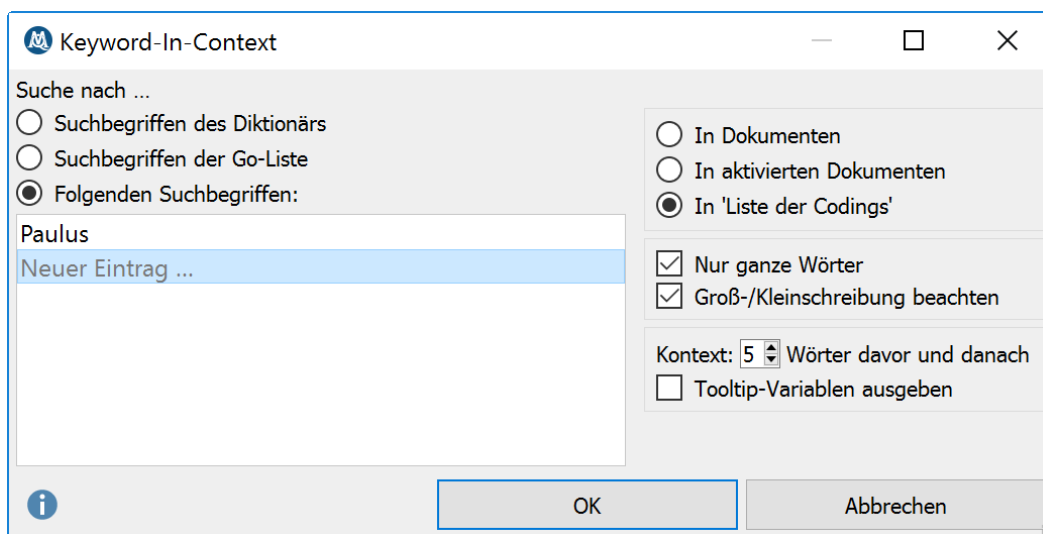 Keyword-In-Context
Suche nach ...
Suchbegriffen des Diktionärs
Suchbegriffen der Go-Liste
Folgenden Suchbegriffen:
Paulus
Neuer Eintrag ...
In Dokumenten
In aktivierten Dokumenten
In 'Liste der Codings'
Nur ganze Wörter
Groß-/Kleinschreibung beachten
Kontext: 5 Wörter davor und danach
Tooltip-Variablen ausgeben
OK
Abbrechen